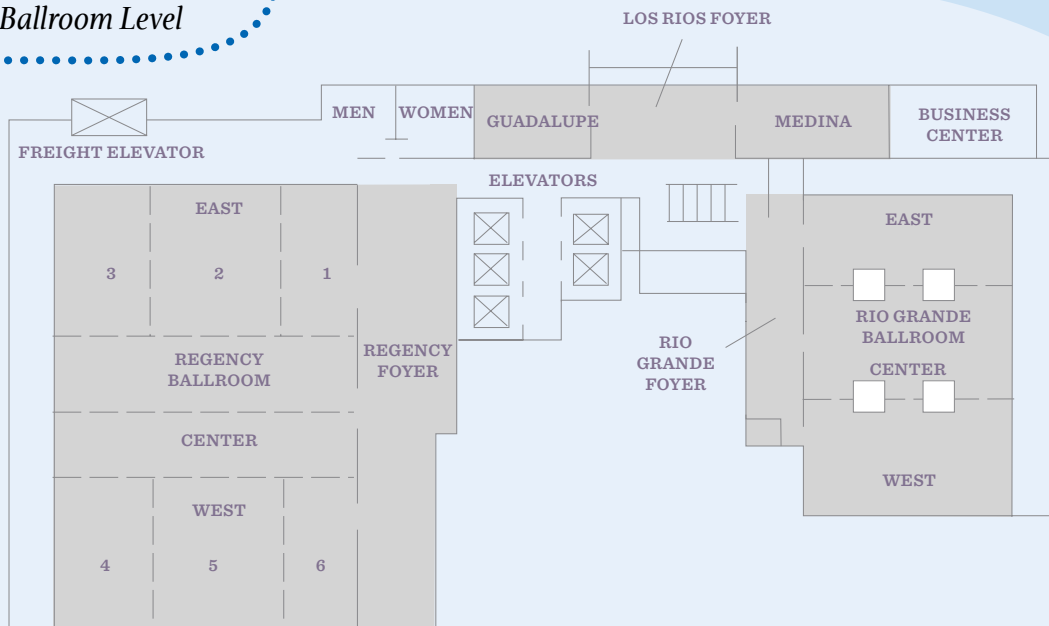 Ballroom Level
LOS RIOS FOYER
MEN
WOMEN
GUADALUPE
MEDINA
BUSINESS
CENTER
FREIGHT ELEVATOR
ELEVATORS
EAST
3
2
1
REGENCY
BALLROOM
REGENCY
FOYER
CENTER
WEST
4
5
6
RIO
GRANDE
FOYER
EAST
RIO GRANDE
BALLROOM
CENTER
WEST